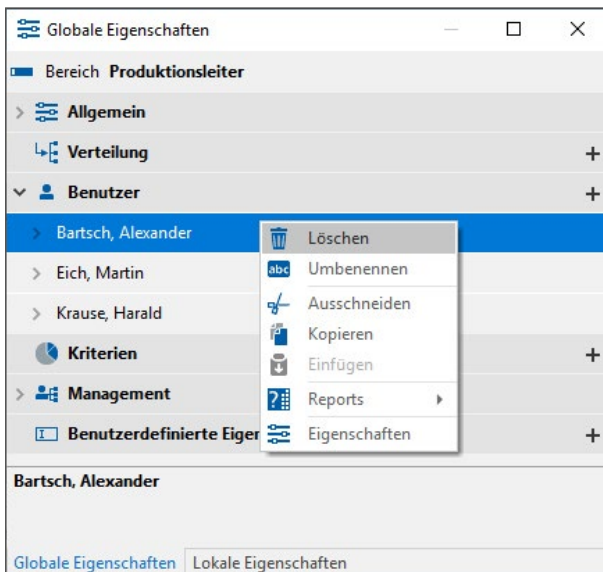 Globale Eigenschaften
Bereich Produktionsleiter
Allgemein
Verteilung
Benutzer
Bartsch, Alexander
Eich, Martin
Krause, Harald
Kriterien
Management
Benutzerdefinierte Eiger
abc
Löschen
Umbenennen
Ausschneiden
Kopieren
Einfügen
Reports
Eigenschaften
Bartsch, Alexander
Globale Eigenschaften Lokale Eigenschaften